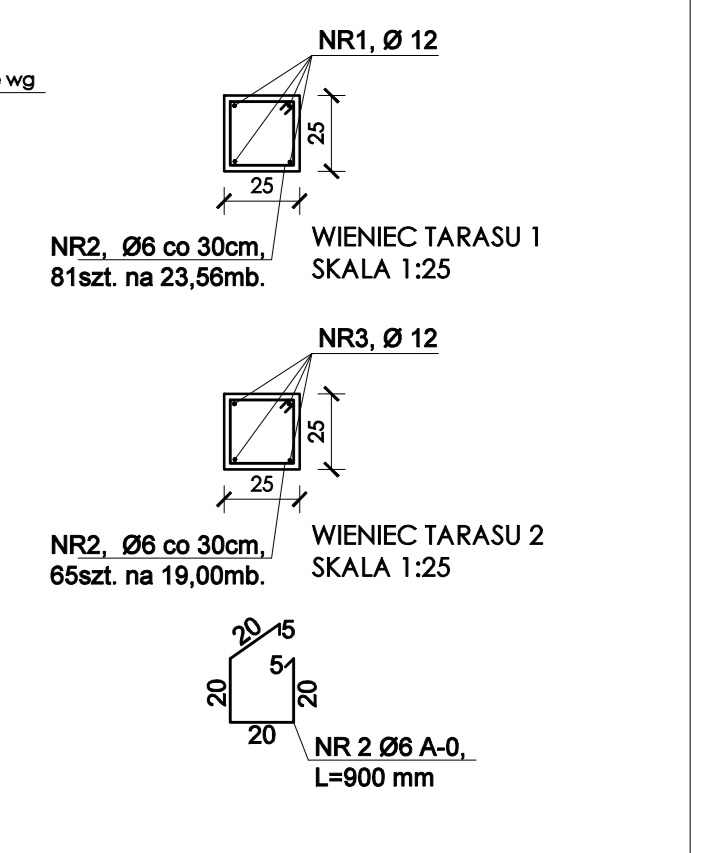 NR1, Ø 12
wg
25
25
NR2, Ø6 co 30cm,
81szt. na 23,56mb.
WIENIEC TARASU 1
SKALA 1:25
NR3, Ø 12
25
25
NR2, Ø6 co 30cm,
65szt. na 19,00mb.
WIENIEC TARASU 2
SKALA 1:25
20
5
5
20
20
20
NR 2 Ø6 A-0,
L=900 mm